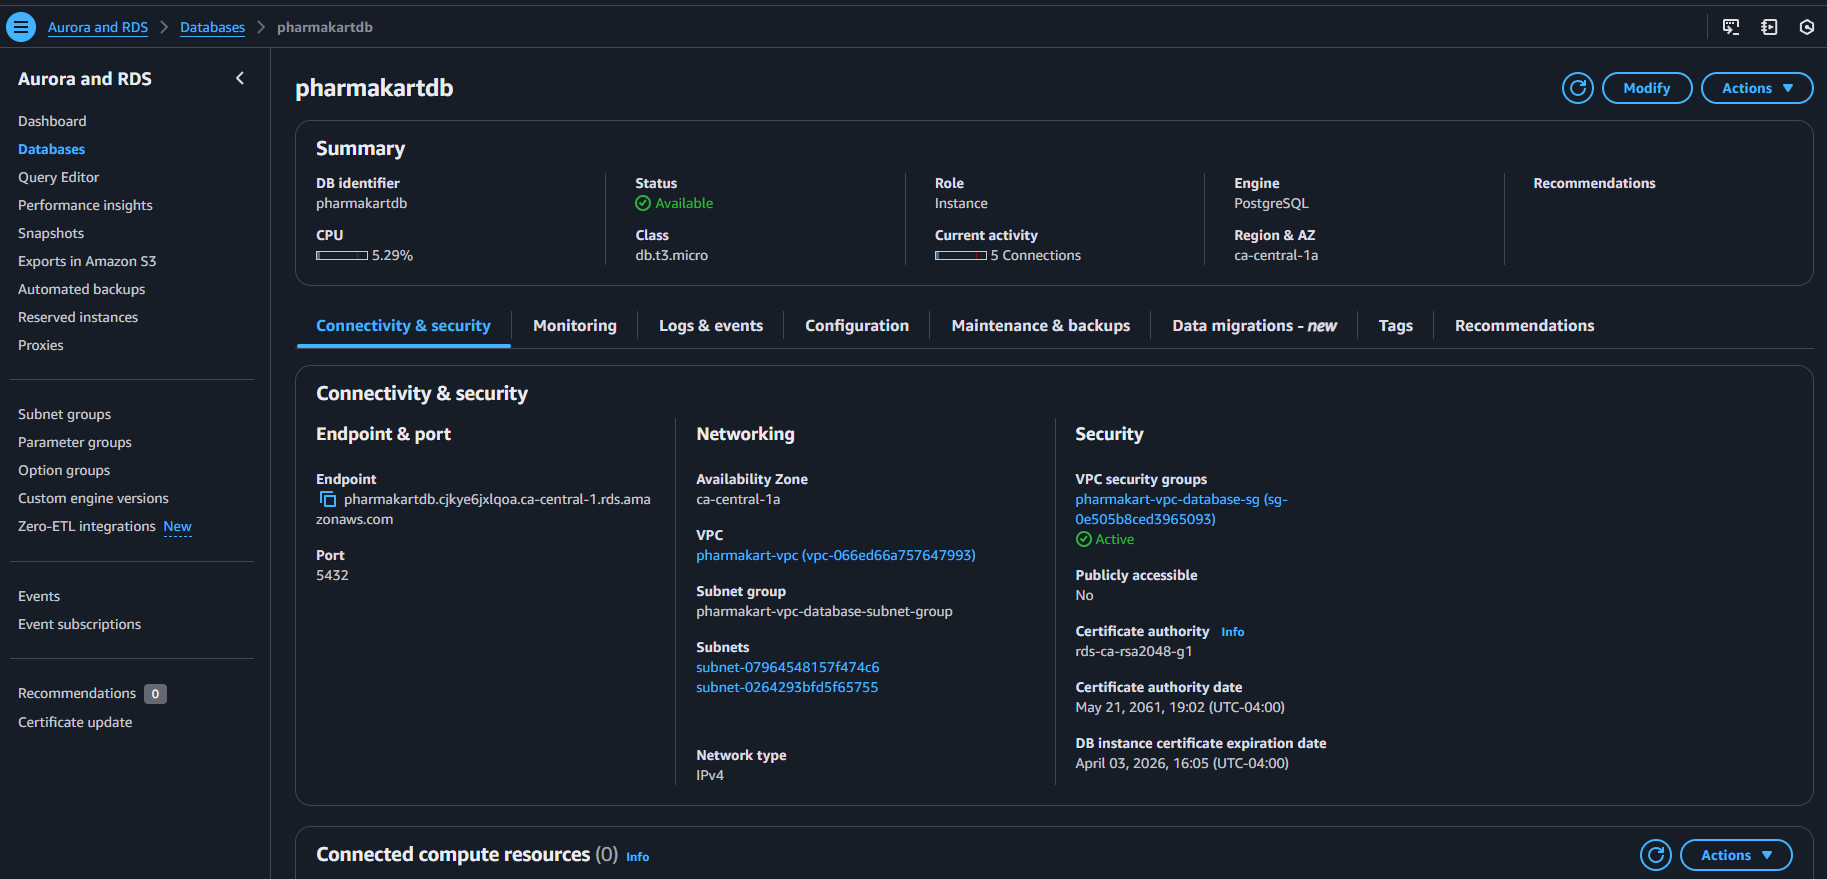 Aurora and RDS > Databases > pharmakartdb
Aurora and RDS
Dashboard
Databases
Query Editor
Performance insights
Snapshots
Exports in Amazon S3
Automated backups
Reserved instances
Proxies
Subnet groups
Parameter groups
Option groups
Custom engine versions
Zero-ETL integrations New
Events
Event subscriptions
Recommendations 0
Certificate update
pharmakartdb
Modify
Actions
Summary
DB identifier
pharmakartdb
CPU
5.29%
Status
Available
Class
db.t3.micro
Role
Instance
Current activity
5 Connections
Engine
PostgreSQL
Region & AZ
ca-central-1a
Recommendations
Connectivity & security
Monitoring
Logs & events
Configuration
Maintenance & backups
Data migrations - new
Tags
Recommendations
Connectivity & security
Endpoint & port
Endpoint
pharmakartdb.cjkye6jxlqoa.ca-central-1.rds.ama
zonaws.com
Port
5432
Networking
Availability Zone
ca-central-1a
VPC
pharmakart-vpc (vpc-066ed66a757647993)
Subnet group
pharmakart-vpc-database-subnet-group
Subnets
subnet-07964548157f474c6
subnet-0264293bfd5f65755
Network type
IPv4
Security
VPC security groups
pharmakart-vpc-database-sg (sg-
0e505b8ced3965093)
Active
Publicly accessible
No
Certificate authority Info
rds-ca-rsa2048-g1
Certificate authority date
May 21, 2061, 19:02 (UTC-04:00)
DB instance certificate expiration date
April 03, 2026, 16:05 (UTC-04:00)
Connected compute resources (0) Info
Actions